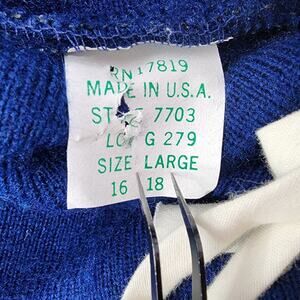 RN 17819
MADE IN U.S.A.
7703
G 279
SIZE LARGE
16 18